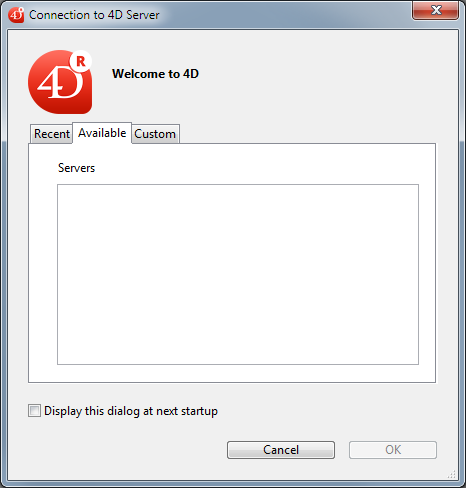 4D Connection to 4D Server
4D R
Welcome to 4D
Recent Available Custom
Servers
Display this dialog at next startup
Cancel OK